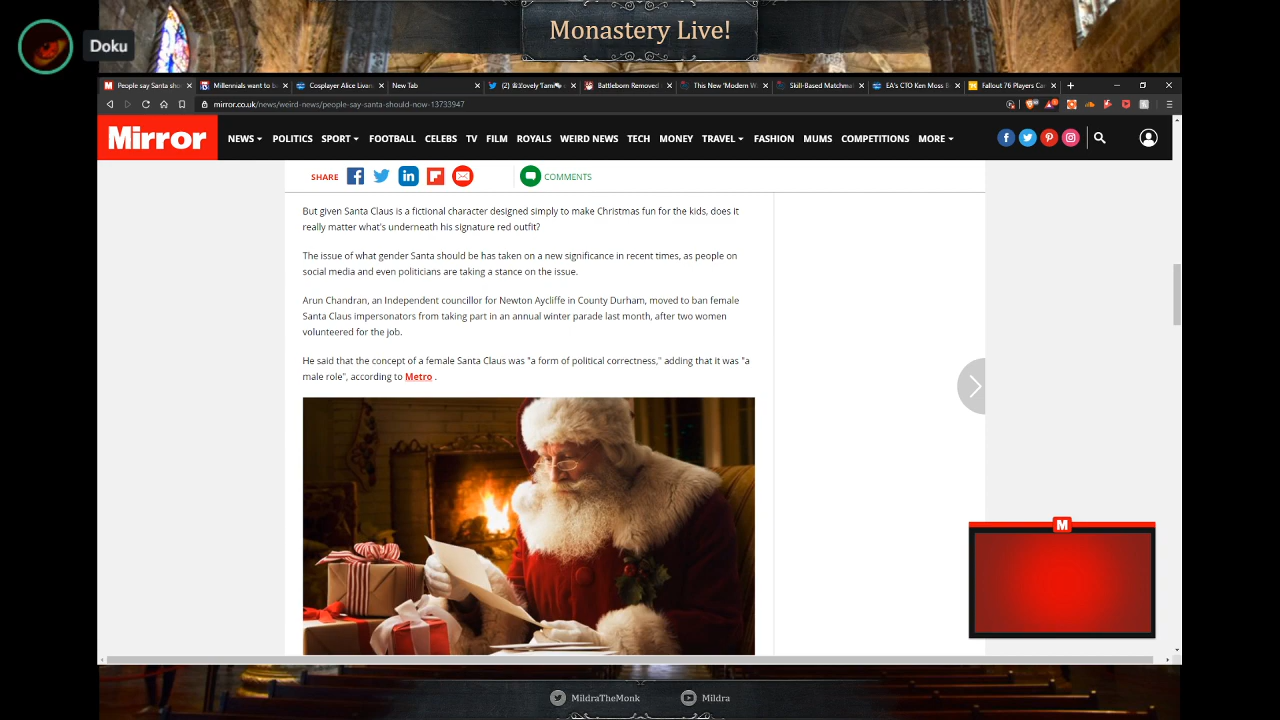 Monastery Live!
Doku
People say Santa sho
Millennials want to b
Cosplayer Alice Livan
New Tab
Battleborn Removed
This New 'Modern W
Skill-Based Matchma
EA's CTO Ken Moss
Fallout 76 Players Can
mirror.co.uk/news/weird-news/people-say-santa-should-now-13733947
Mirror
NEWS POLITICS SPORT FOOTBALL CELEBS TV FILM ROYALS WEIRD NEWS TECH MONEY TRAVEL FASHION MUMS COMPETITIONS MORE
SHARE
COMMENTS
But given Santa Claus is a fictional character designed simply to make Christmas fun for the kids, does it
really matter what's underneath his signature red outfit?
The issue of what gender Santa should be has taken on a new significance in recent times, as people on
social media and even politicians are taking a stance on the issue.
Arun Chandran, an Independent councillor for Newton Aycliffe in County Durham, moved to ban female
Santa Claus impersonators from taking part in an annual winter parade last month, after two women
volunteered for the job.
He said that the concept of a female Santa Claus was "a form of political correctness," adding that it was "a
male role", according to Metro .
M
MildraTheMonk
Mildra